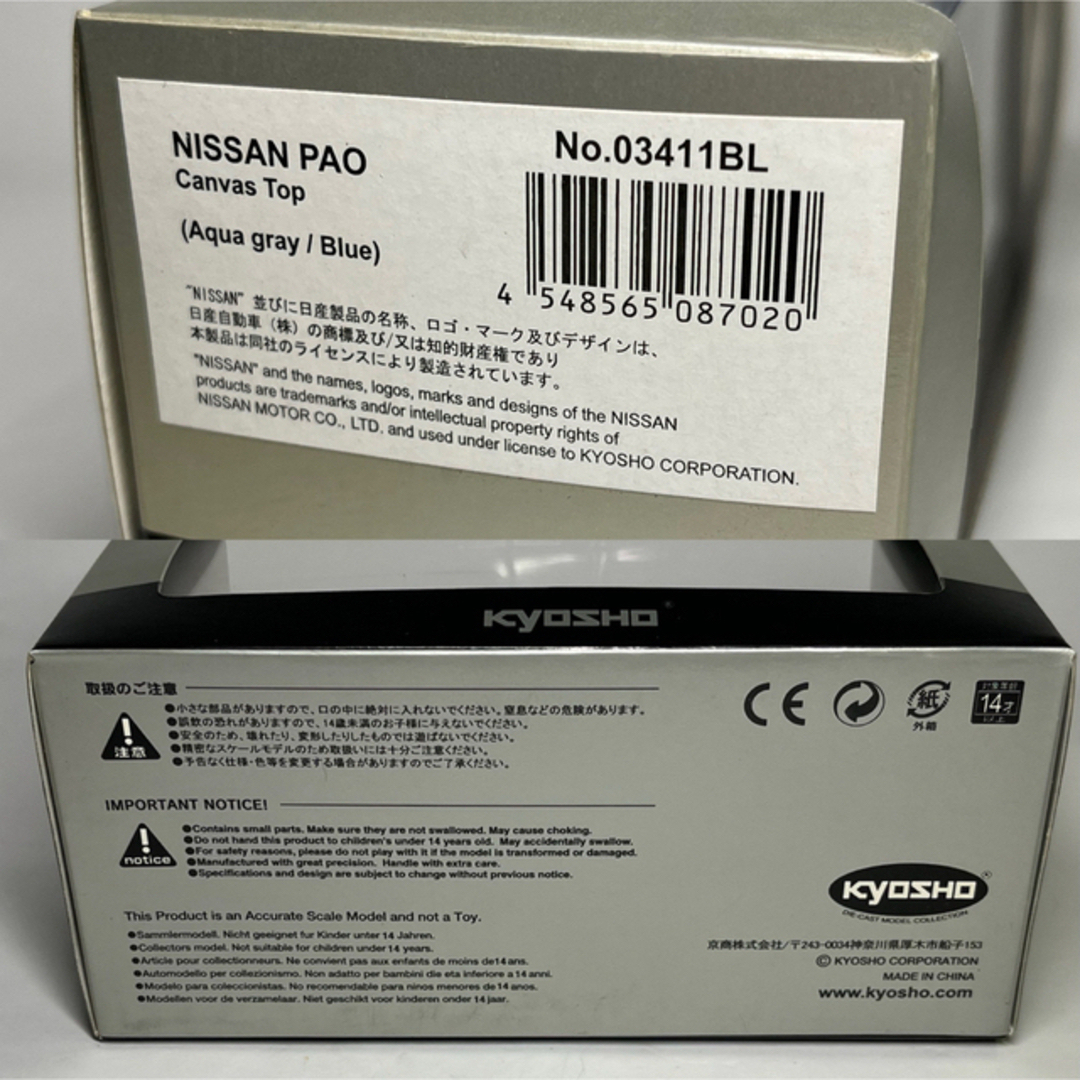 NISSAN PAO
Canvas Top
(Aqua gray / Blue)
No.03411BL
4 548565 087020
"NISSAN" 並びに日産製品の名称、ロゴ・マーク及びデザインは、
日産自動車(株)の商標及び/又は知的財産権であり
本製品は同社のライセンスにより製造されています。
"NISSAN" and the names, logos, marks and designs of the NISSAN
products are trademarks and/or intellectual property rights of
NISSAN MOTOR CO., LTD. and used under license to KYOSHO CORPORATION.
KYOSHO
取扱のご注意
注意
●小さな部品がありますので、口の中に絶対に入れないでください。窒息などの危険があります。
●誤飲の恐れがありますので、14歳未満のお子様に与えないでください。
●安全のため、壊れたり、変形したりしたものでは遊ばないでください。
●精密なスケールモデルのため取扱いには十分ご注意ください。
●予告なく仕様・色等を変更する場合がありますのでご了承ください。
CE
紙
外箱
対象年齢
14才
以上
IMPORTANT NOTICE!
notice
●Contains small parts. Make sure they are not swallowed. May cause choking.
●Do not hand this product to children's under 14 years old. May accidentally swallow.
●For safety reasons, please do not play with it if the model is transformed or damaged.
●Manufactured with great precision. Handle with extra care.
●Specifications and design are subject to change without previous notice.
This Product is an Accurate Scale Model and not a Toy.
●Sammlermodell. Nicht geeignet fur Kinder unter 14 Jahren.
●Collectors model. Not suitable for children under 14 years.
●Article pour collectionneurs. Ne convient pas aux enfants de moins de14ans.
●Automodello per collezionismo. Non adatto per bambini die eta inferiore a 14anni.
●Modelo para coleccionistas. No recomendable para ninos menores de14 anos.
●Modellen voor de verzamelaar. Niet geschikt voor kinderen onder 14 jaar.
KYOSHO®
DIE-CAST MODEL COLLECTION
京商株式会社/〒243-0034神奈川県厚木市船子153
© KYOSHO CORPORATION
MADE IN CHINA
www.kyosho.com